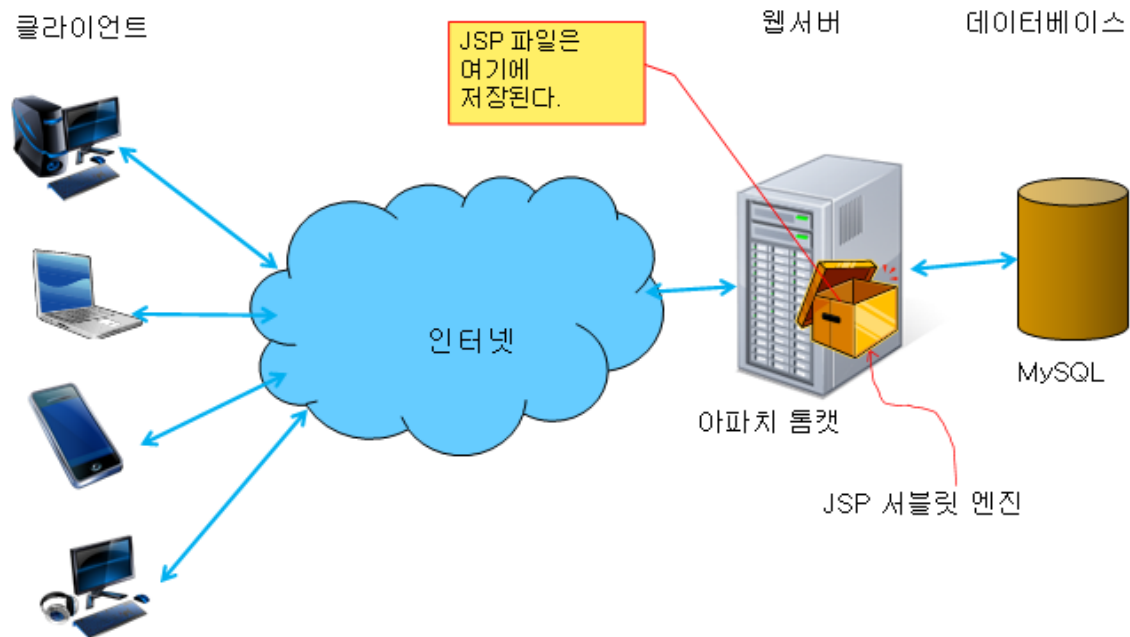 클라이언트
JSP 파일은
여기에
저장된다.
웹서버
데이터베이스
인터넷
아파치 톰캣
MySQL
JSP 서블릿 엔진